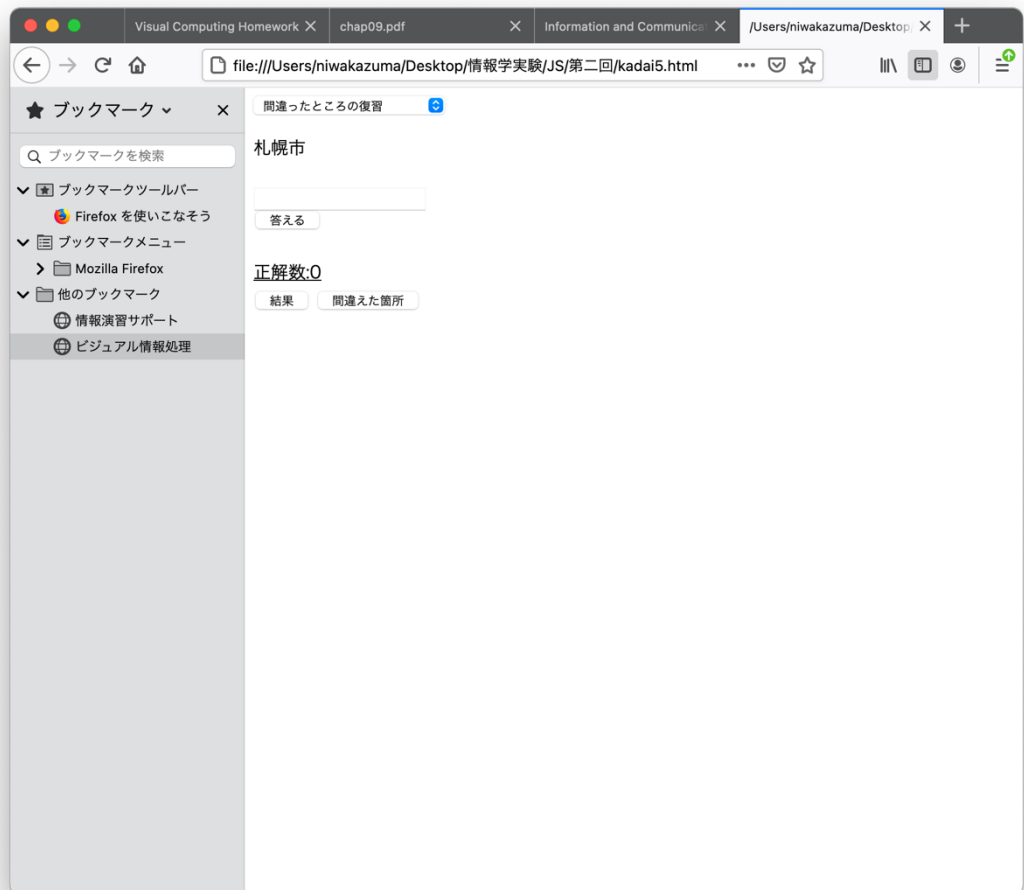 Visual Computing Homework
chap09.pdf
Information and Communica
/Users/niwakazuma/Desktop/
file:///Users/niwakazuma/Desktop/情報学実験/JS/第二回/kadai5.html
ブックマーク
ブックマークを検索
ブックマークツールバー
Firefox を使いこなそう
ブックマークメニュー
Mozilla Firefox
他のブックマーク
情報演習サポート
ビジュアル情報処理
間違ったところの復習
札幌市
答える
正解数:0
結果 間違えた箇所